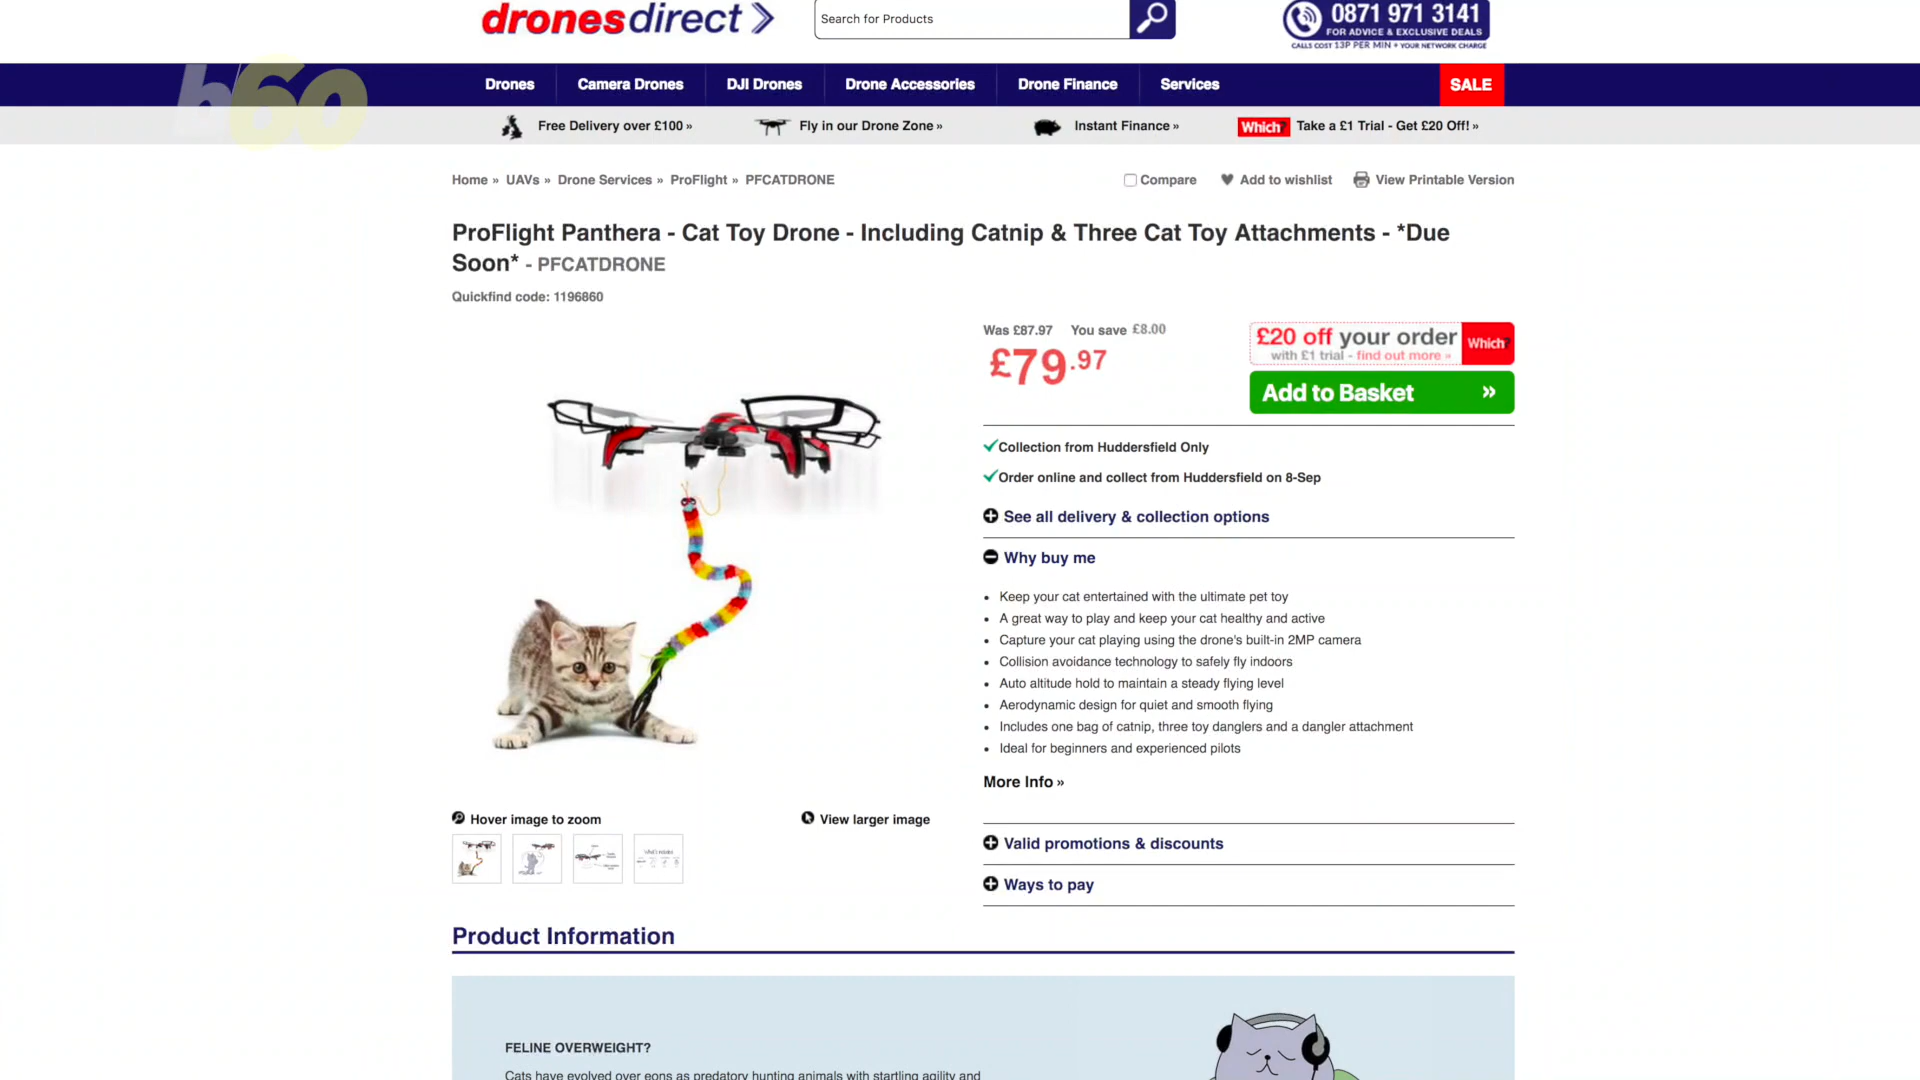 dronesdirect
Search for Products
0871 971 3141
FOR ADVICE & EXCLUSIVE DEALS
CALLS COST 13P PER MIN + YOUR NETWORK CHARGE
b60
Drones
Camera Drones
DJI Drones
Drone Accessories
Drone Finance
Services
SALE
Free Delivery over £100 »
Fly in our Drone Zone »
Instant Finance »
Which? Take a £1 Trial - Get £20 Off! »
Home » UAVs » Drone Services » ProFlight » PFCATDRONE
Compare
Add to wishlist
View Printable Version
ProFlight Panthera - Cat Toy Drone - Including Catnip & Three Cat Toy Attachments - *Due
Soon* - PFCATDRONE
Quickfind code: 1196860
Was £87.97 You save £8.00
£79.97
£20 off your order
with £1 trial - find out more »
Which?
Add to Basket »
Collection from Huddersfield Only
Order online and collect from Huddersfield on 8-Sep
See all delivery & collection options
Why buy me
• Keep your cat entertained with the ultimate pet toy
• A great way to play and keep your cat healthy and active
• Capture your cat playing using the drone's built-in 2MP camera
• Collision avoidance technology to safely fly indoors
• Auto altitude hold to maintain a steady flying level
• Aerodynamic design for quiet and smooth flying
• Includes one bag of catnip, three toy danglers and a dangler attachment
• Ideal for beginners and experienced pilots
More Info »
Hover image to zoom
View larger image
Valid promotions & discounts
Ways to pay
Product Information
FELINE OVERWEIGHT?
Cats have evolved over eons as predatory hunting animals with startling agility and